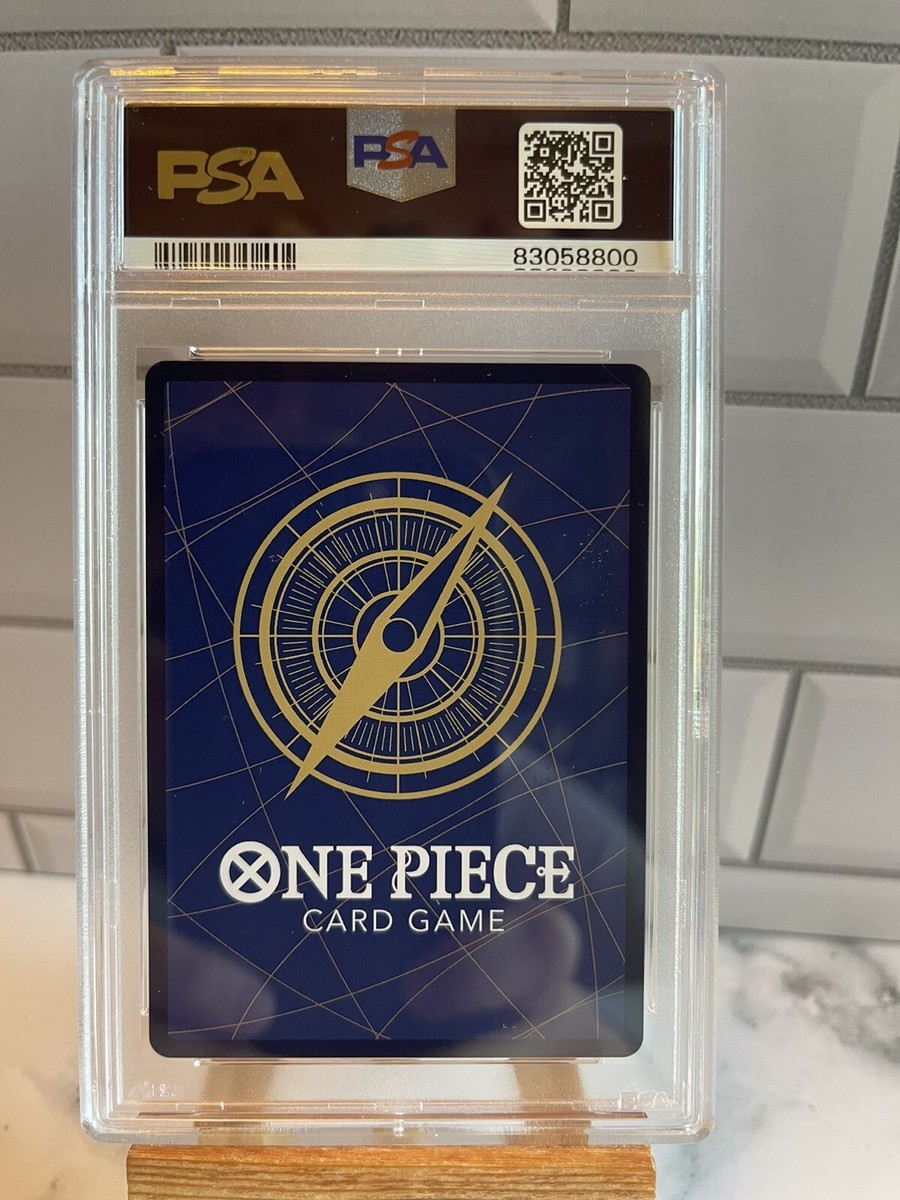 PSA
PSA
83058800
ONE PIECE
CARD GAME